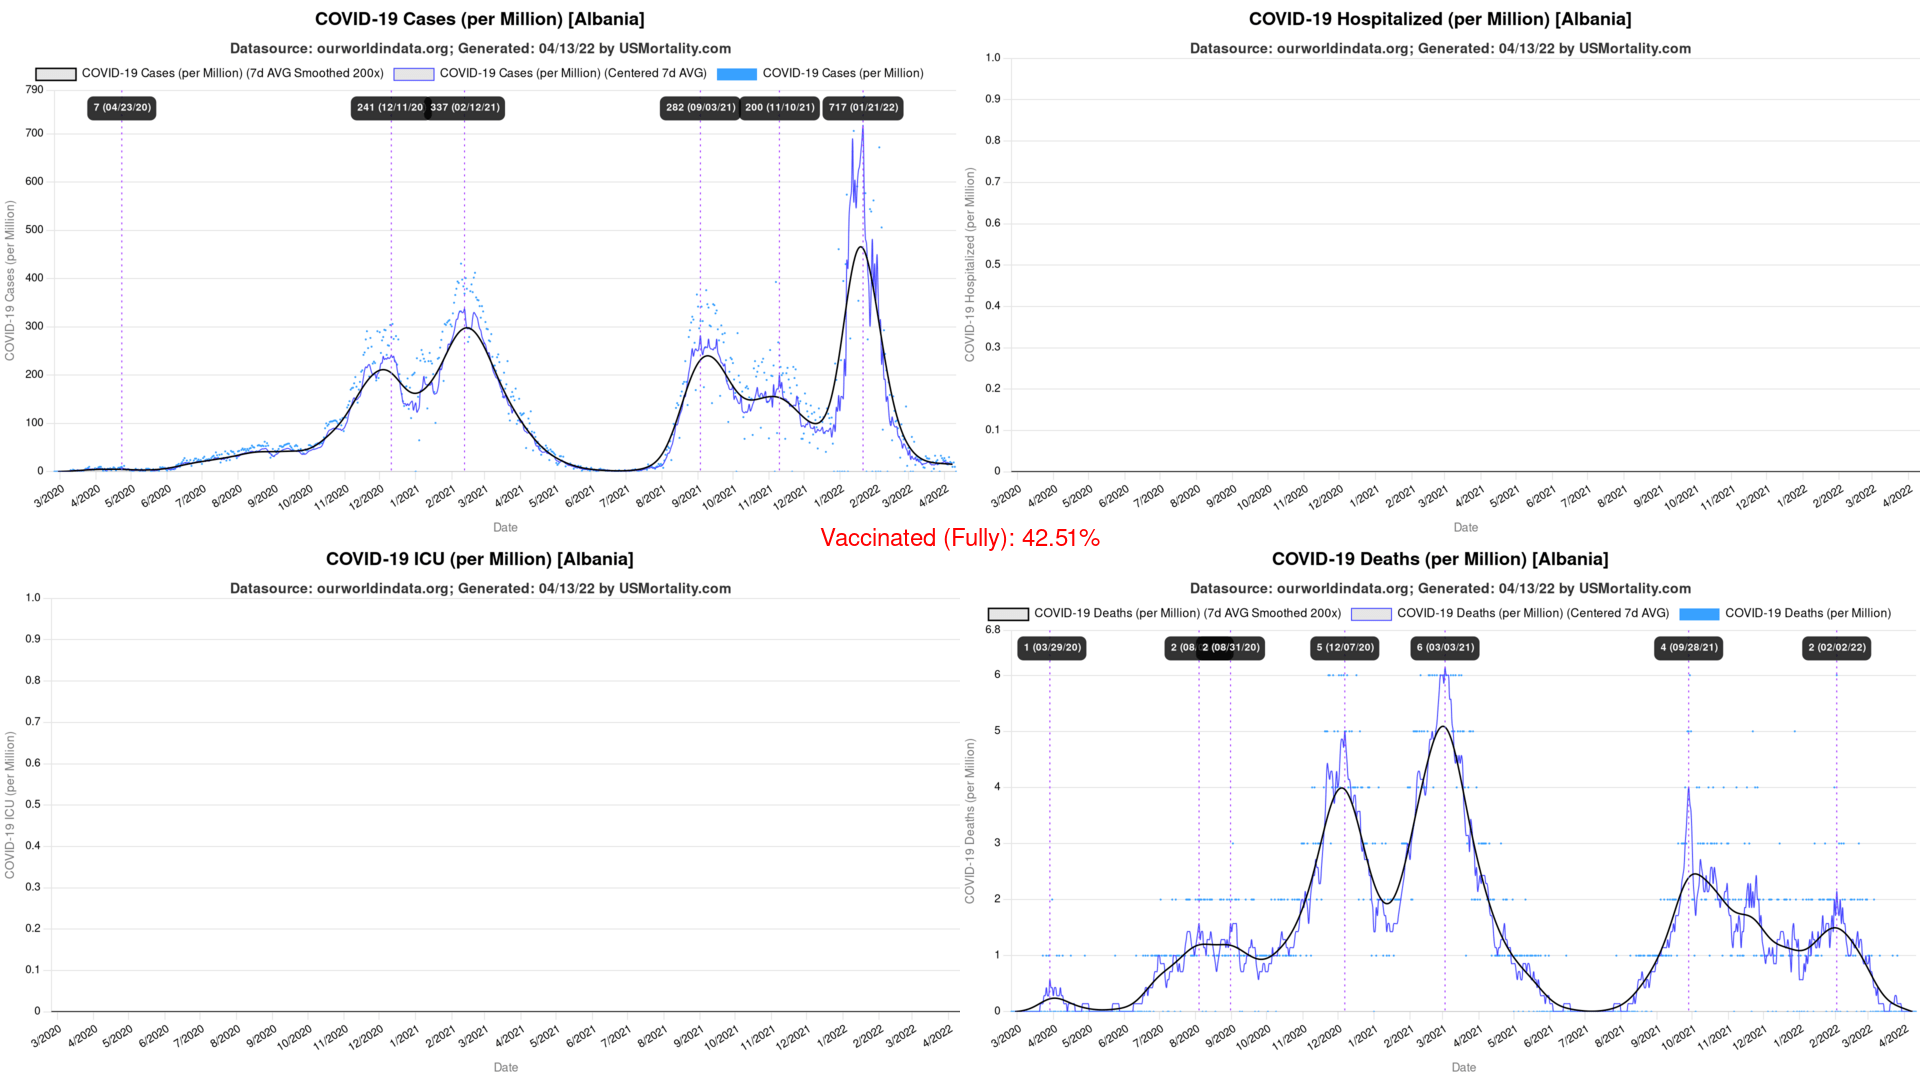 COVID-19 Cases (per Million) [Albania]
Datasource: ourworldindata.org; Generated: 04/13/22 by USMortality.com
COVID-19 Cases (per Million) (7d AVG Smoothed 200x) COVID-19 Cases (per Million) (Centered 7d AVG) COVID-19 Cases (per Million)
790
7 (04/23/20) 241 (12/11/20 337 (02/12/21) 282 (09/03/21) 200 (11/10/21) 717 (01/21/22)
700
600
500
400
300
200
100
0
COVID-19 Cases (per Million)
3/2020 4/2020 5/2020 6/2020 7/2020 8/2020 9/2020 10/2020 11/2020 12/2020 1/2021 2/2021 3/2021 4/2021 5/2021 6/2021 7/2021 8/2021 9/2021 10/2021 11/2021 12/2021 1/2022 2/2022 3/2022 4/2022
Date
COVID-19 Hospitalized (per Million) [Albania]
Datasource: ourworldindata.org; Generated: 04/13/22 by USMortality.com
1.0
0.9
0.8
0.7
0.6
0.5
0.4
0.3
0.2
0.1
0
COVID-19 Hospitalized (per Million)
3/2020 4/2020 5/2020 6/2020 7/2020 8/2020 9/2020 10/2020 11/2020 12/2020 1/2021 2/2021 3/2021 4/2021 5/2021 6/2021 7/2021 8/2021 9/2021 10/2021 11/2021 12/2021 1/2022 2/2022 3/2022 4/2022
Date
Vaccinated (Fully): 42.51%
COVID-19 ICU (per Million) [Albania]
Datasource: ourworldindata.org; Generated: 04/13/22 by USMortality.com
1.0
0.9
0.8
0.7
0.6
0.5
0.4
0.3
0.2
0.1
0
COVID-19 ICU (per Million)
3/2020 4/2020 5/2020 6/2020 7/2020 8/2020 9/2020 10/2020 11/2020 12/2020 1/2021 2/2021 3/2021 4/2021 5/2021 6/2021 7/2021 8/2021 9/2021 10/2021 11/2021 12/2021 1/2022 2/2022 3/2022 4/2022
Date
COVID-19 Deaths (per Million) [Albania]
Datasource: ourworldindata.org; Generated: 04/13/22 by USMortality.com
COVID-19 Deaths (per Million) (7d AVG Smoothed 200x) COVID-19 Deaths (per Million) (Centered 7d AVG) COVID-19 Deaths (per Million)
6.8
1 (03/29/20) 2 (08/ 2 (08/31/20) 5 (12/07/20) 6 (03/03/21) 4 (09/28/21) 2 (02/02/22)
6
5
4
3
2
1
0
COVID-19 Deaths (per Million)
3/2020 4/2020 5/2020 6/2020 7/2020 8/2020 9/2020 10/2020 11/2020 12/2020 1/2021 2/2021 3/2021 4/2021 5/2021 6/2021 7/2021 8/2021 9/2021 10/2021 11/2021 12/2021 1/2022 2/2022 3/2022 4/2022
Date